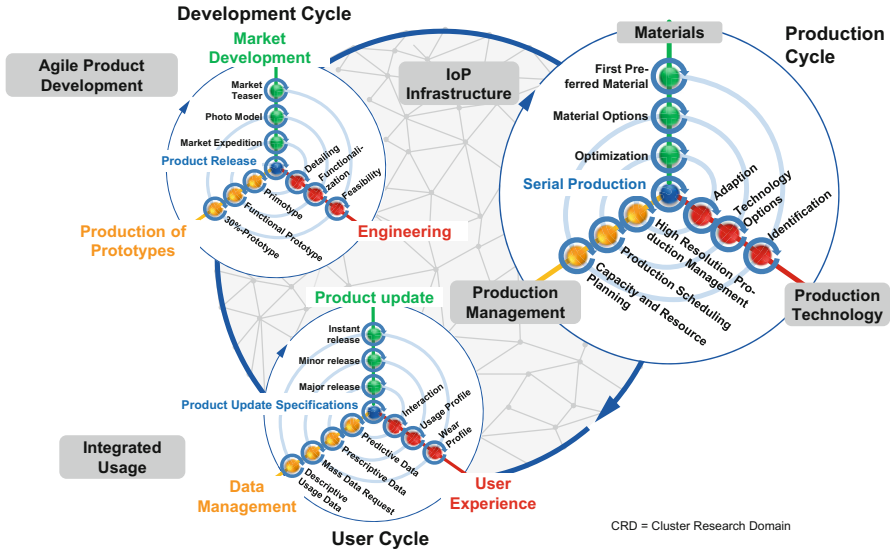 Development Cycle
Market
Development
Agile Product
Development
Market
Teaser
Photo Model
Market Expedition
Product Release
Detailing
Functionali-
zation
Feasibility
Primotype
Functional Prototype
30%-Prototype
Production of
Prototypes
Engineering
IoP
Infrastructure
Materials
Production
Cycle
First Pre-
ferred Material
Material Options
Optimization
Serial Production
Adaption
Technology
Options
Identification
High Resolution Pro-
duction Management
Production Scheduling
Capacity and Resource
Planning
Production
Management
Production
Technology
Product update
Instant
release
Minor release
Major release
Product Update Specifications
Interaction
Usage Profile
Wear
Profile
Predictive Data
Prescriptive Data
Mass Data Request
Descriptive
Usage Data
Integrated
Usage
Data
Management
User
Experience
User Cycle
CRD = Cluster Research Domain